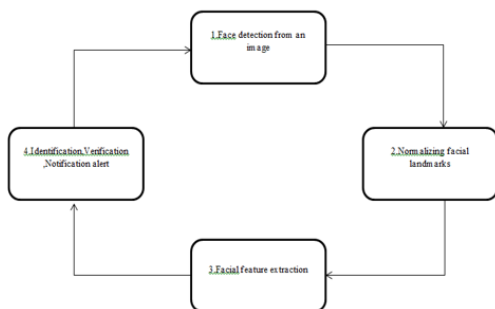 1.Face detection from an
image
2.Normalizing facial
landmarks
3.Facial feature extraction
4.Identification,Verification
,Notification alert